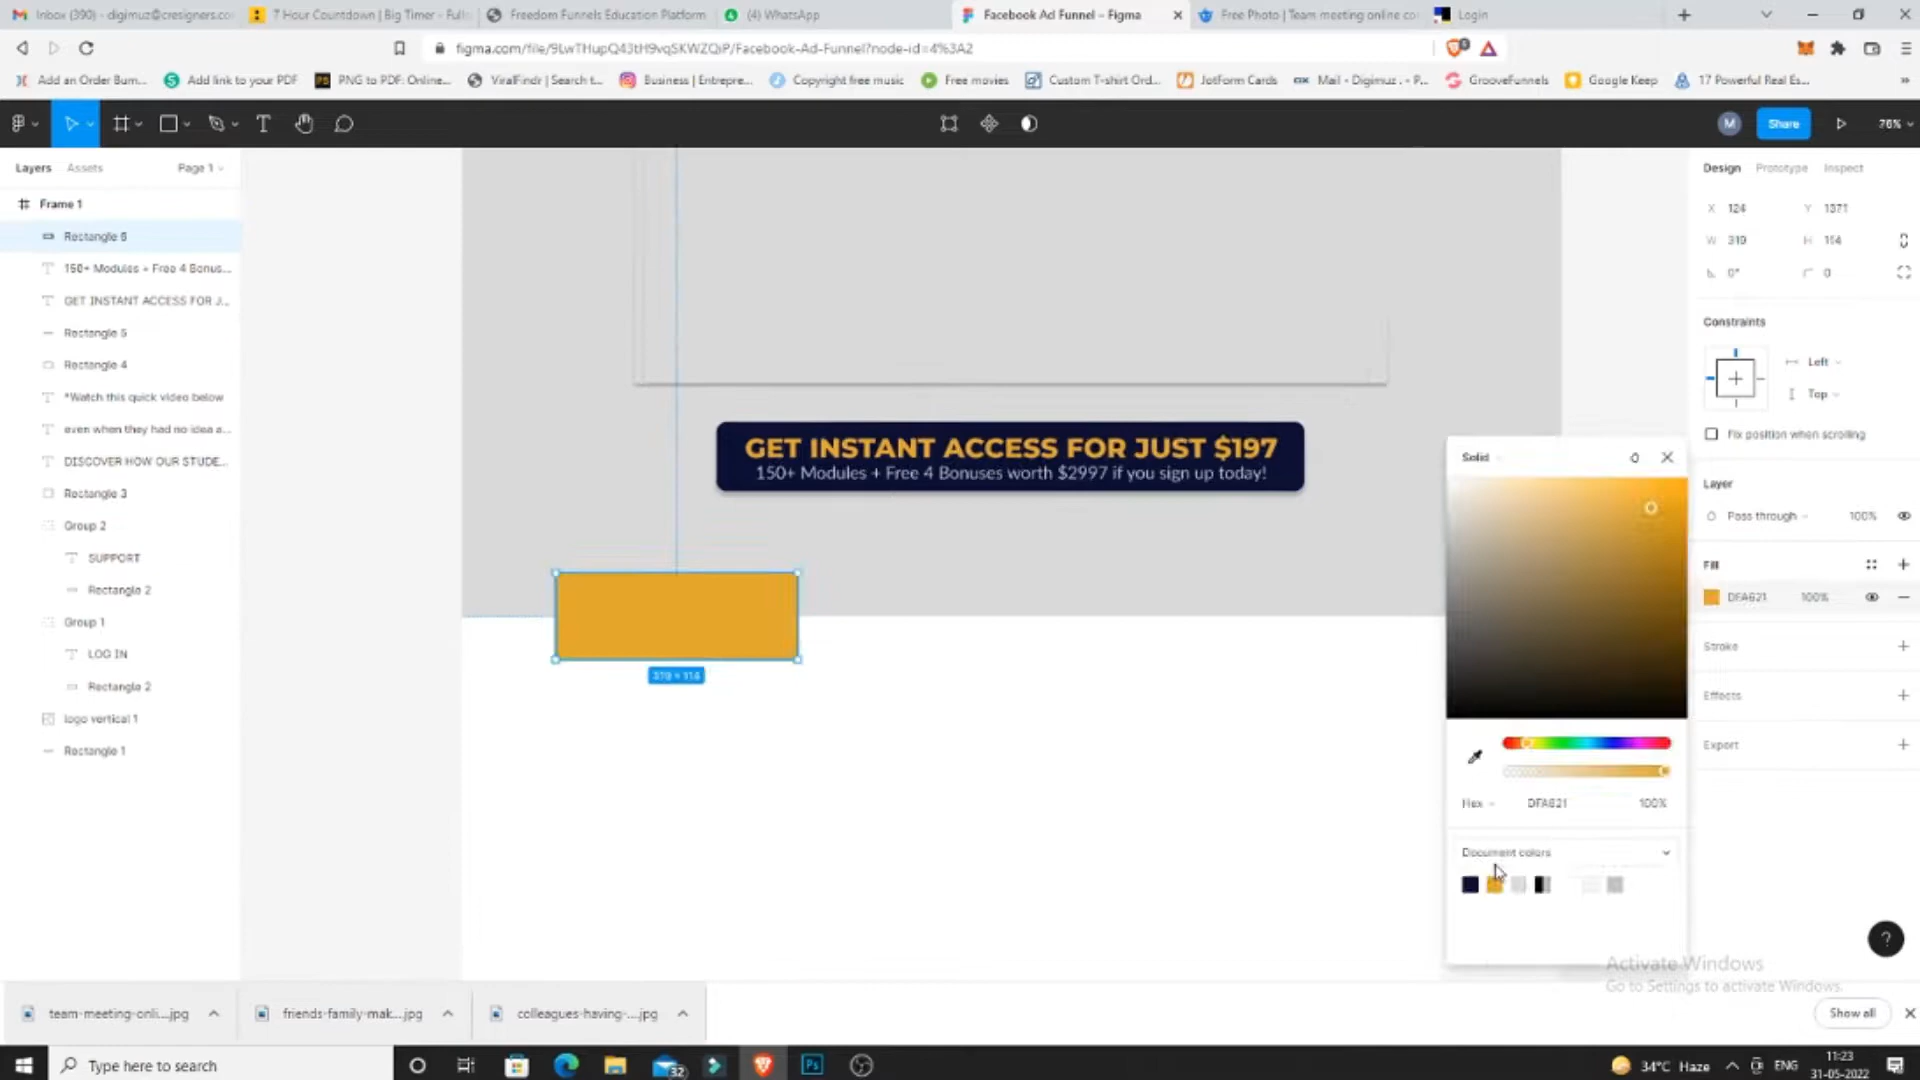 Inbox (390) - digimuz@cresigners.co
7 Hour Countdown | Big Timer - Full
Freedom Funnels Education Platform
(4) WhatsApp
Facebook Ad Funnel – Figma
Free Photo | Team meeting online co
Login
figma.com/file/9LwTHupQ43tH9vqSKWZQiP/Facebook-Ad-Funnel?node-id=4%3A2
Add an Order Bum...
Add link to your PDF
PNG to PDF: Online...
ViralFindr | Search t...
Business | Entrepre...
Copyright free music
Free movies
Custom T-shirt Ord...
JotForm Cards
Mail - Digimuz . - P...
GrooveFunnels
Google Keep
17 Powerful Real Es...
M
Share
76%
Layers
Assets
Page 1
Frame 1
Rectangle 6
150+ Modules + Free 4 Bonus...
GET INSTANT ACCESS FOR J...
Rectangle 5
Rectangle 4
*Watch this quick video below
even when they had no idea a...
DISCOVER HOW OUR STUDE...
Rectangle 3
Group 2
SUPPORT
Rectangle 2
Group 1
LOG IN
Rectangle 2
logo vertical 1
Rectangle 1
GET INSTANT ACCESS FOR JUST $197
150+ Modules + Free 4 Bonuses worth $2997 if you sign up today!
Solid
Hex
DFA621
100%
Document colors
Design
Prototype
Inspect
X 124
Y 1371
W 319
H 114
0°
0
Constraints
Left
Top
Fix position when scrolling
Layer
Pass through
100%
Fill
DFA621
100%
Stroke
Effects
Export
?
Activate Windows
Go to Settings to activate Windows.
team-meeting-onli....jpg
friends-family-mak....jpg
colleagues-having-....jpg
Show all
Type here to search
32
34°C Haze
ENG
11:23
31-05-2022